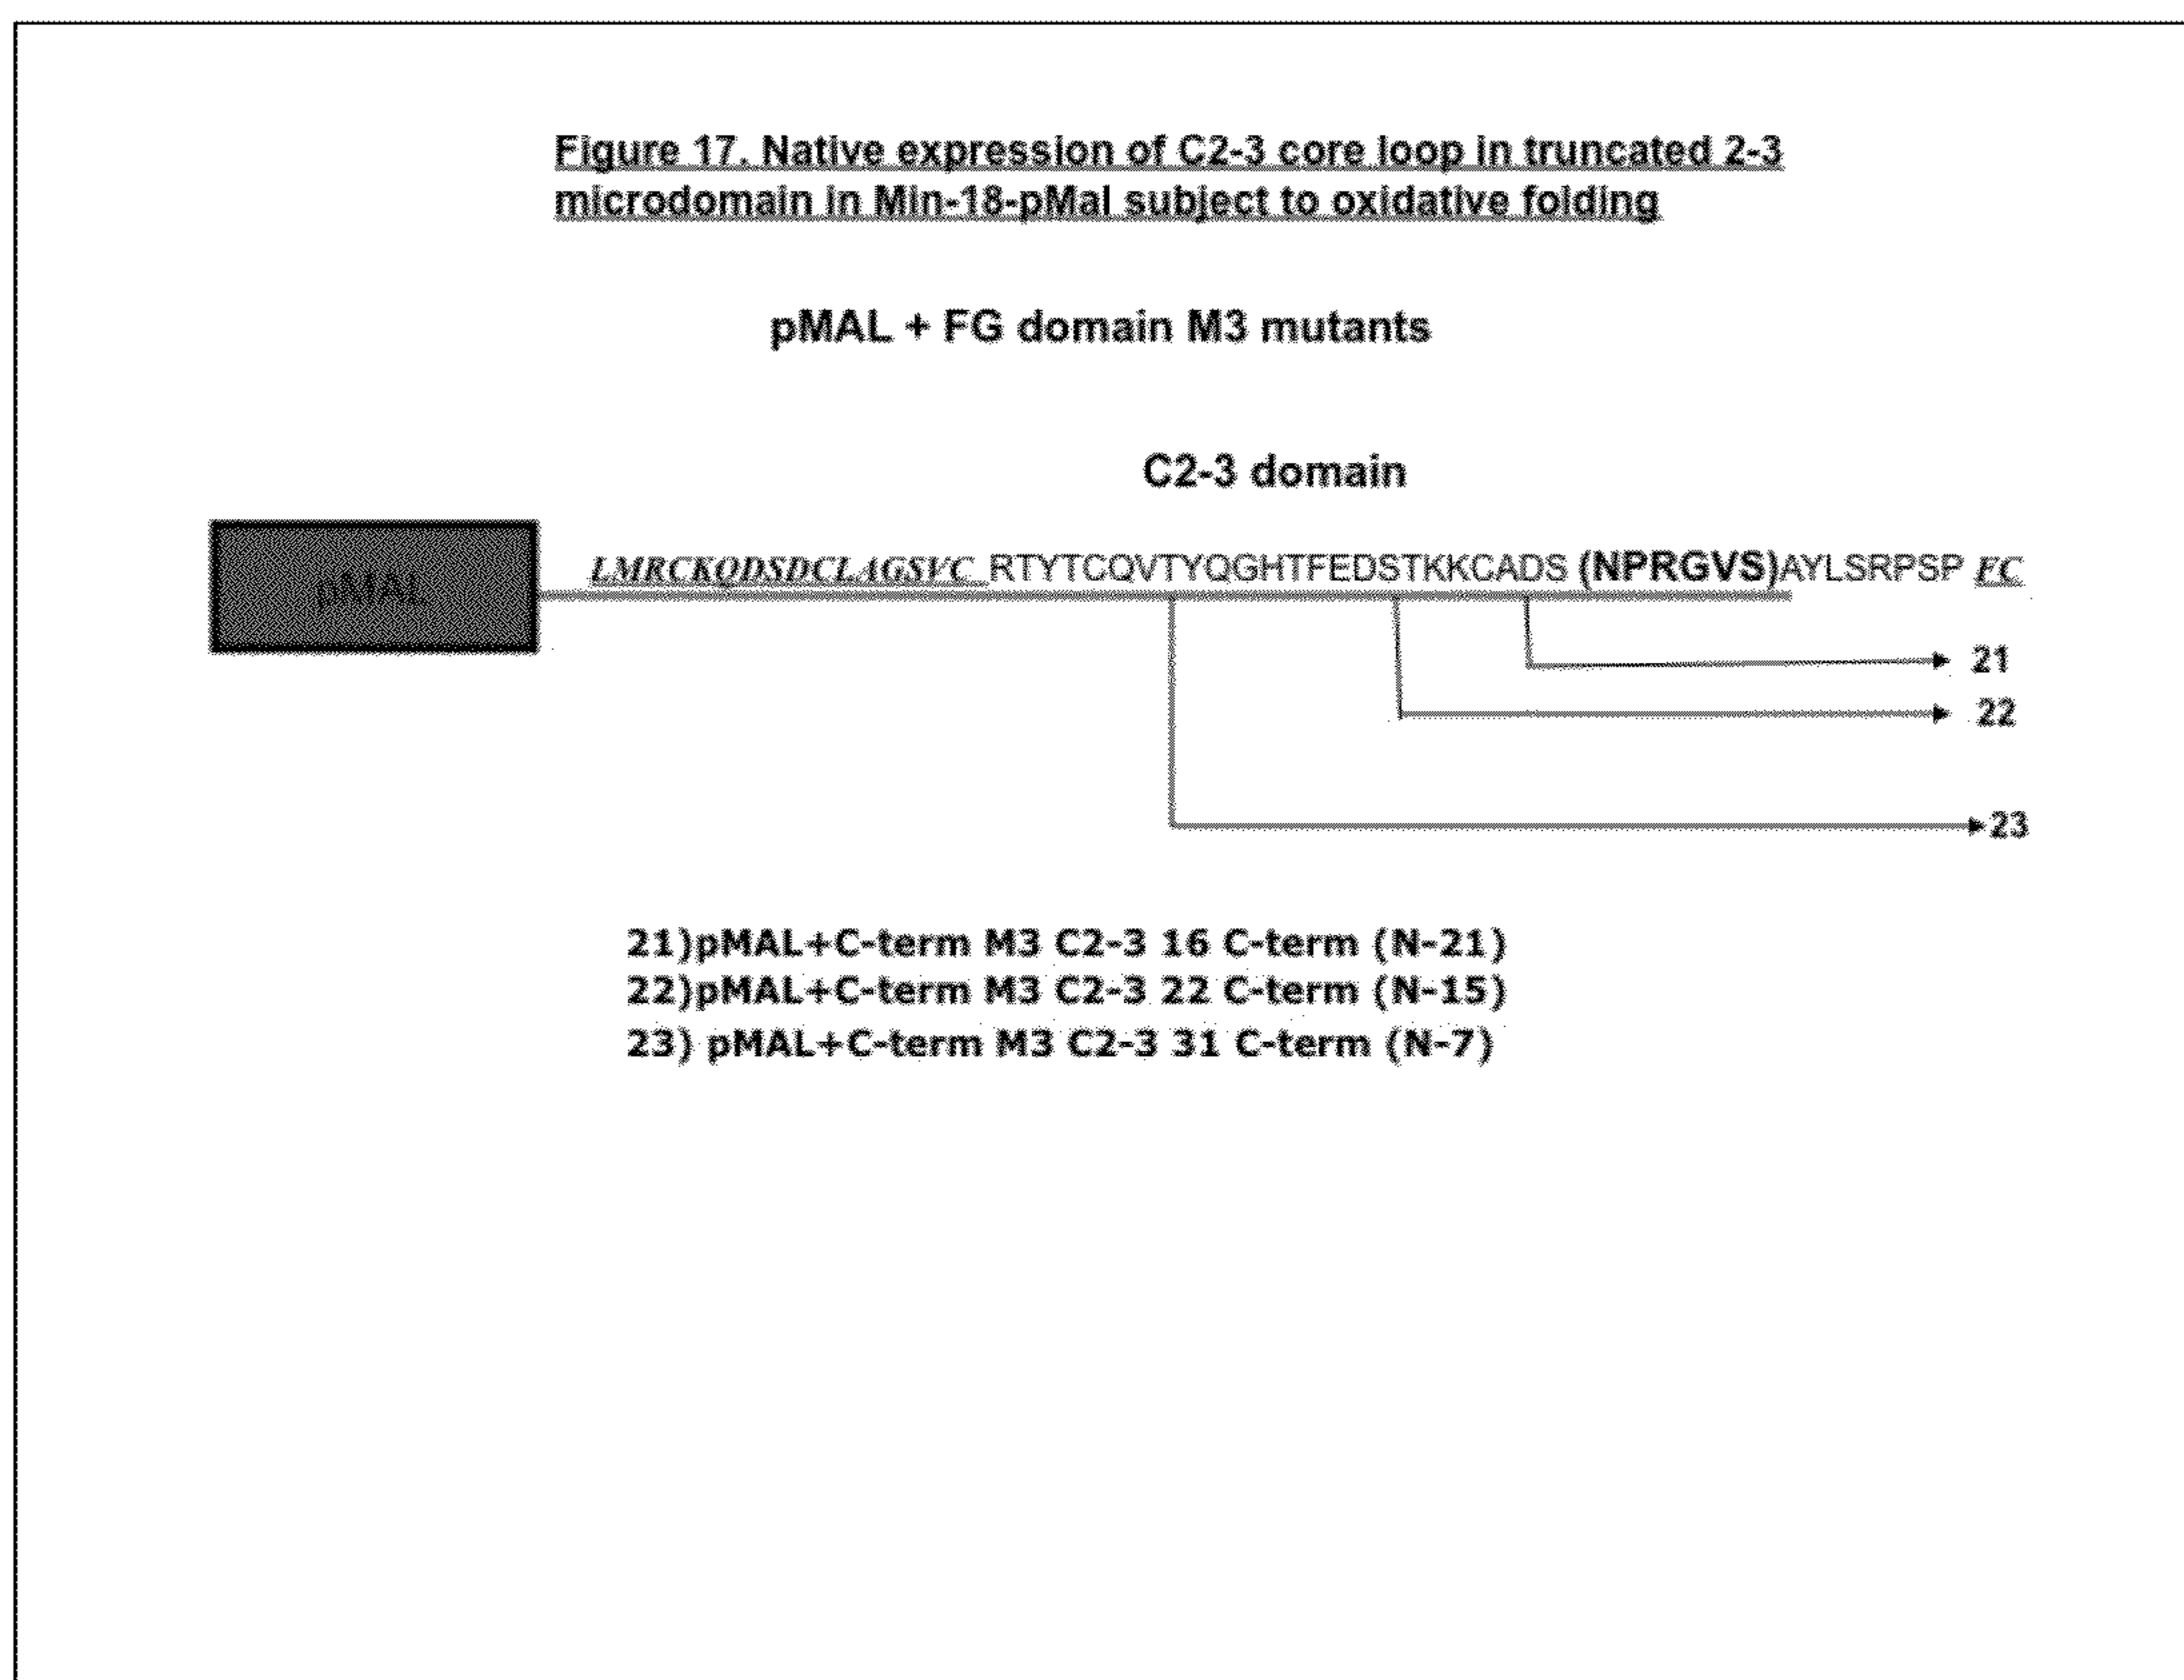 Figure 17. Native expression of C2-3 core loop in truncated 2-3
microdomain in Min-18-pMal subject to oxidative folding
pMAL + FG domain M3 mutants
C2-3 domain
pMAL
LMRCKQDSDCLAGSVC RTYTCQVTYQGHTFEDSTKKCADS (NPRGVS)AYLSRPSP FC
21
22
23
21)pMAL+C-term M3 C2-3 16 C-term (N-21)
22)pMAL+C-term M3 C2-3 22 C-term (N-15)
23) pMAL+C-term M3 C2-3 31 C-term (N-7)